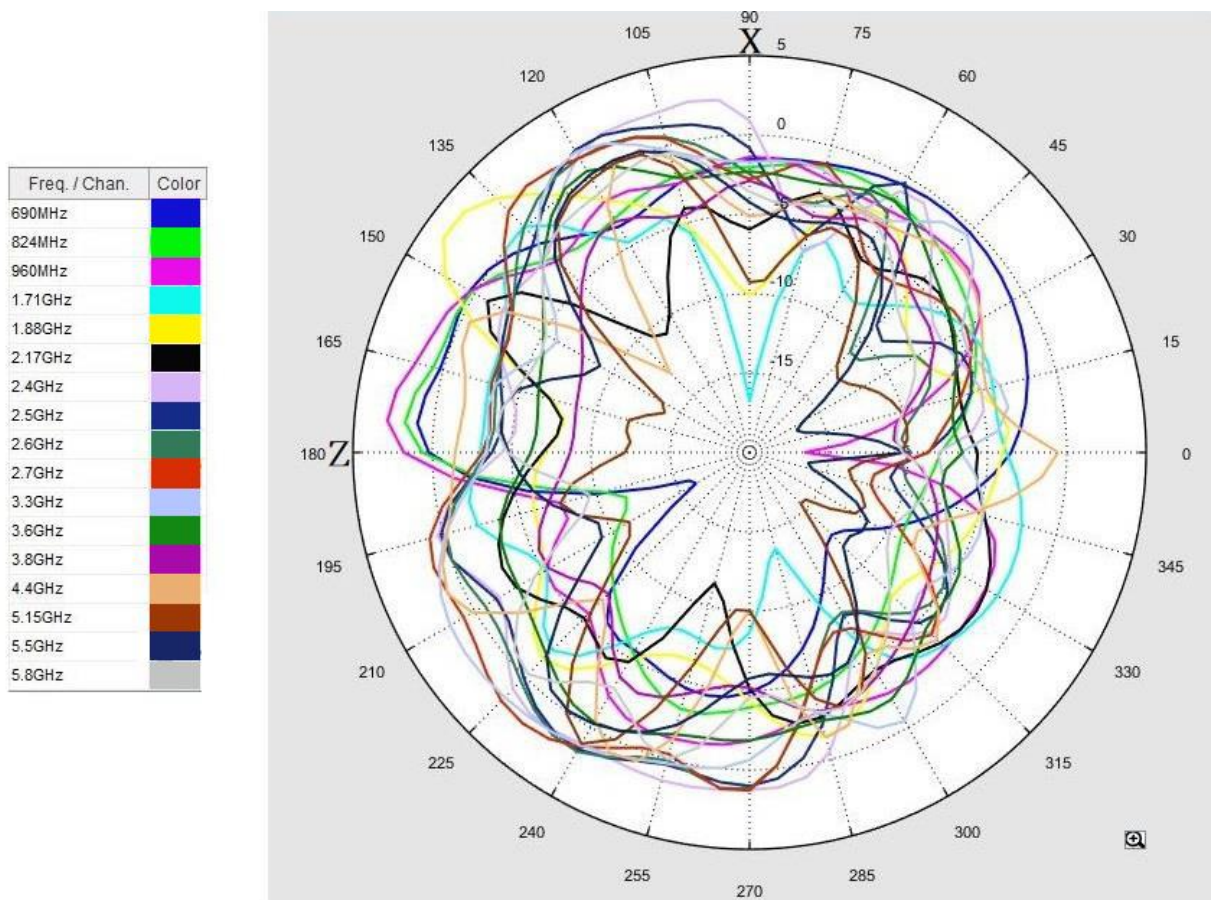 Freq. / Chan. Color
690MHz
824MHz
960MHz
1.71GHz
1.88GHz
2.17GHz
2.4GHz
2.5GHz
2.6GHz
2.7GHz
3.3GHz
3.6GHz
3.8GHz
4.4GHz
5.15GHz
5.5GHz
5.8GHz
90
X
105 5 75
120 60
0
135 45
-5
150 30
-10
165 -15 15
180 Z 0
195 345
210 330
225 315
240 300
255 285
270